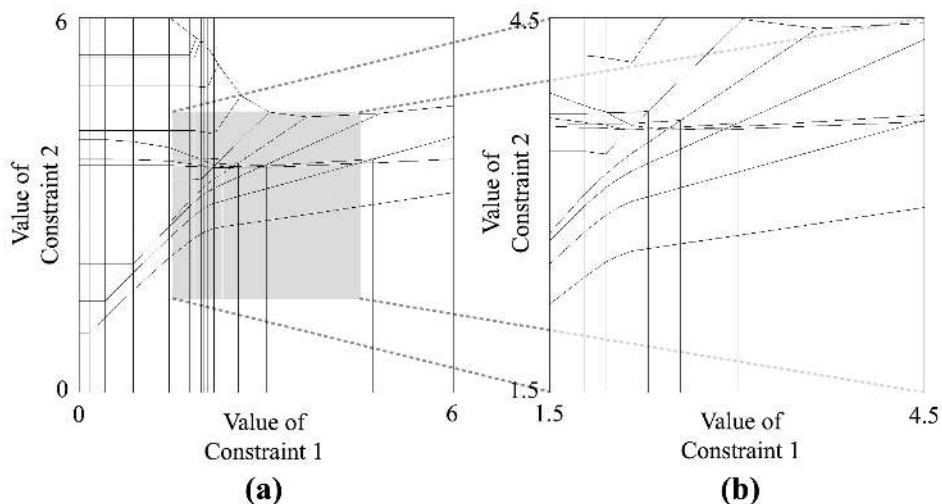 6
Value of
Constraint 2
0
0
6
Value of
Constraint 1
(a)
4.5
Value of
Constraint 2
1.5
1.5
4.5
Value of
Constraint 1
(b)